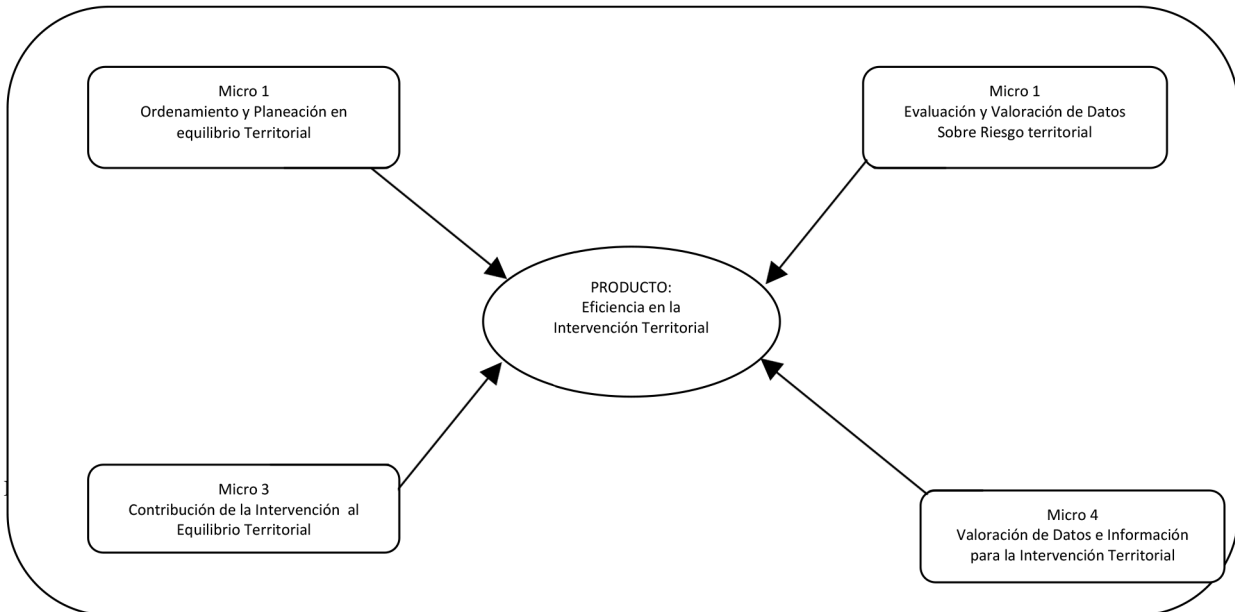 Micro 1
Ordenamiento y Planeación en
equilibrio Territorial
Micro 1
Evaluación y Valoración de Datos
Sobre Riesgo territorial
PRODUCTO:
Eficiencia en la
Intervención Territorial
Micro 3
Contribución de la Intervención al
Equilibrio Territorial
Micro 4
Valoración de Datos e Información
para la Intervención Territorial